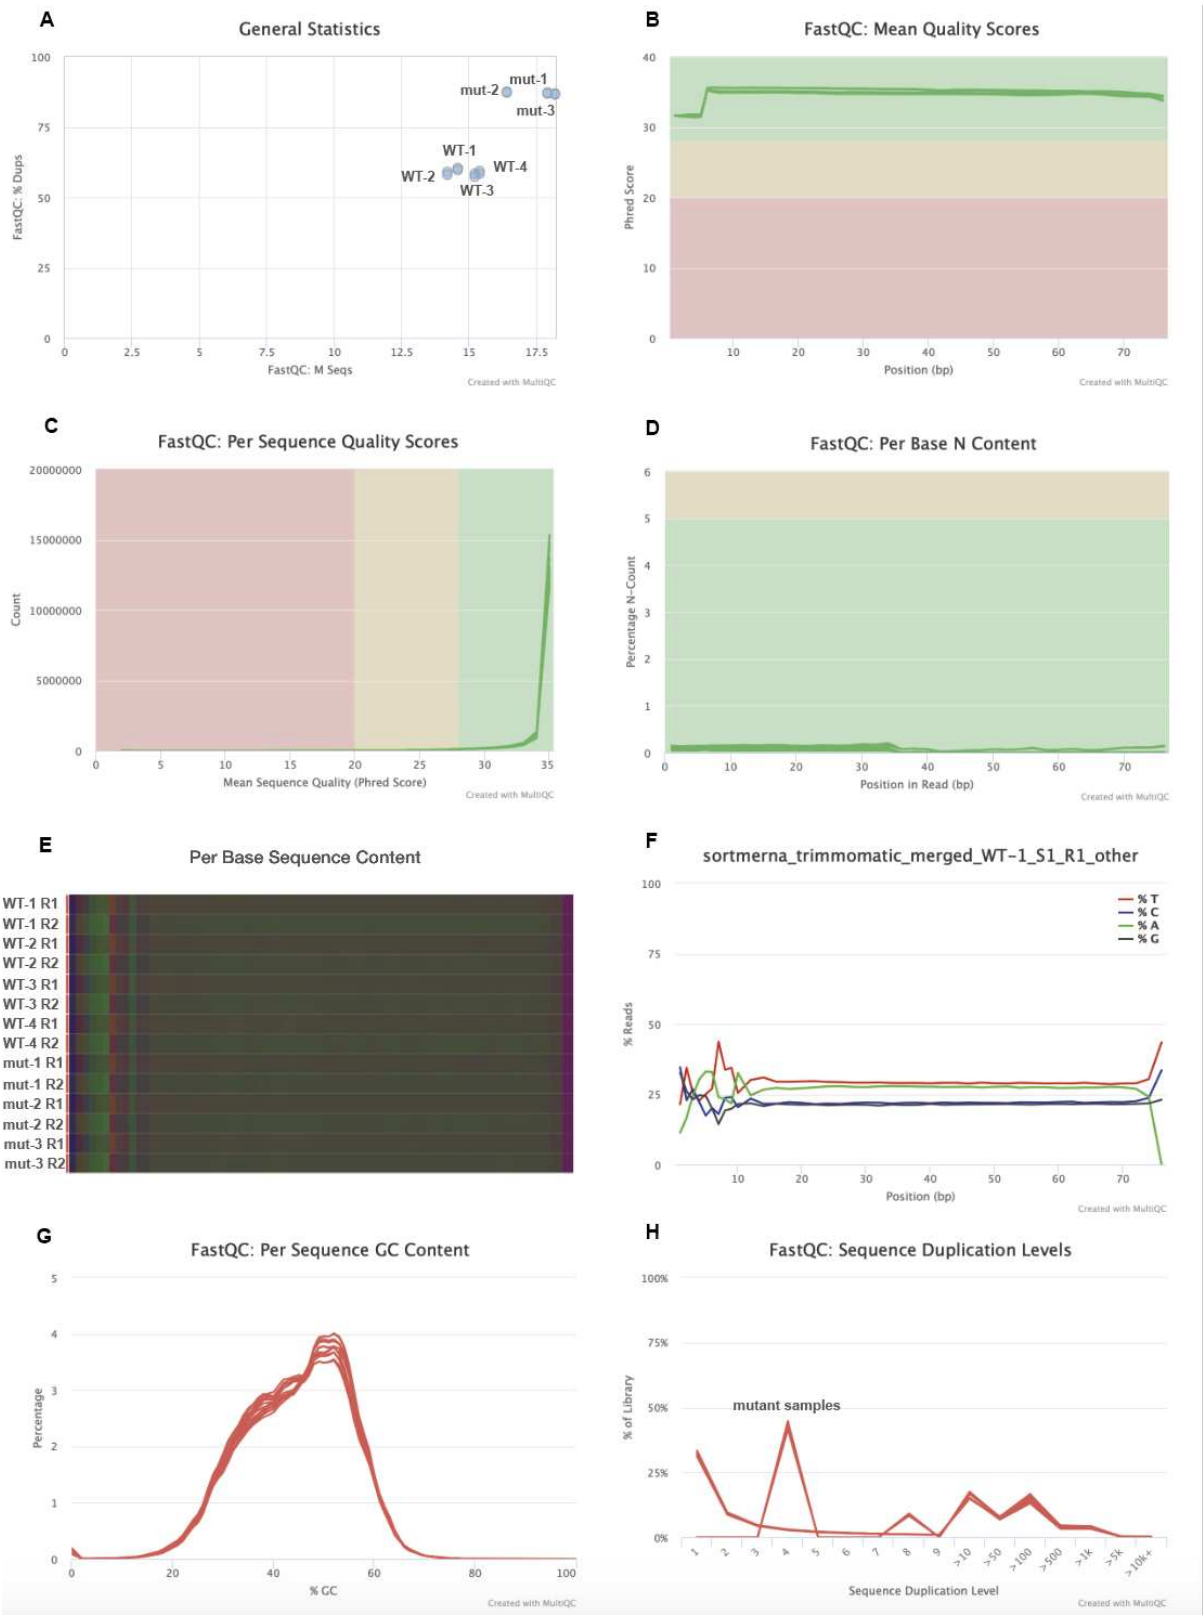 A
General Statistics
100
75
50
25
0
FastQC: % Dups
mut-1
mut-2
mut-3
WT-1
WT-4
WT-2
WT-3
0 2.5 5 7.5 10 12.5 15 17.5
FastQC: M Seqs
Created with MultiQC
B
FastQC: Mean Quality Scores
40
30
20
10
0
Phred Score
10 20 30 40 50 60 70
Position (bp)
Created with MultiQC
C
FastQC: Per Sequence Quality Scores
20000000
15000000
10000000
5000000
0
Count
0 5 10 15 20 25 30 35
Mean Sequence Quality (Phred Score)
Created with MultiQC
D
FastQC: Per Base N Content
6
5
4
3
2
1
0
Percentage N-Count
0 10 20 30 40 50 60 70
Position in Read (bp)
Created with MultiQC
E
Per Base Sequence Content
WT-1 R1
WT-1 R2
WT-2 R1
WT-2 R2
WT-3 R1
WT-3 R2
WT-4 R1
WT-4 R2
mut-1 R1
mut-1 R2
mut-2 R1
mut-2 R2
mut-3 R1
mut-3 R2
F
sortmerna_trimmomatic_merged_WT-1_S1_R1_other
100
75
50
25
0
% Reads
% T
% C
% A
% G
10 20 30 40 50 60 70
Position (bp)
Created with MultiQC
G
FastQC: Per Sequence GC Content
5
4
3
2
1
0
Percentage
0 20 40 60 80 100
% GC
Created with MultiQC
H
FastQC: Sequence Duplication Levels
100%
75%
50%
25%
0%
% of Library
mutant samples
1 2 3 4 5 6 7 8 9 >10 >50 >100 >500 >1k >5k >10k+
Sequence Duplication Level
Created with MultiQC